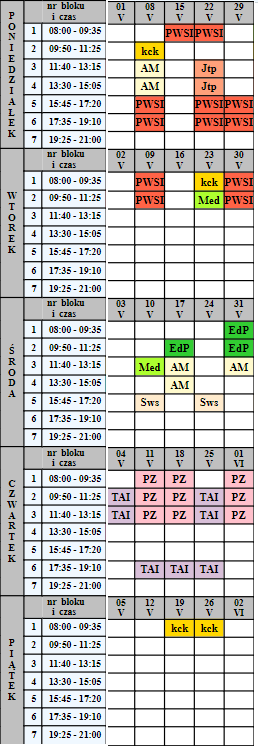 PONIEDZIAŁEK nr bloku i czas 01 V 08 V 15 V 22 V 29 V
1 08:00 - 09:35 PWSI PWSI
2 09:50 - 11:25 kck
3 11:40 - 13:15 AM Jtp
4 13:30 - 15:05 AM Jtp
5 15:45 - 17:20 PWSI PWSI PWSI
6 17:35 - 19:10 PWSI PWSI PWSI
7 19:25 - 21:00
WTOREK nr bloku i czas 02 V 09 V 16 V 23 V 30 V
1 08:00 - 09:35 PWSI kck PWSI
2 09:50 - 11:25 PWSI Med PWSI
3 11:40 - 13:15
4 13:30 - 15:05
5 15:45 - 17:20
6 17:35 - 19:10
7 19:25 - 21:00
ŚRODA nr bloku i czas 03 V 10 V 17 V 24 V 31 V
1 08:00 - 09:35 EdP
2 09:50 - 11:25 EdP EdP
3 11:40 - 13:15 Med AM AM
4 13:30 - 15:05 AM
5 15:45 - 17:20 Sws Sws
6 17:35 - 19:10
7 19:25 - 21:00
CZWARTEK nr bloku i czas 04 V 11 V 18 V 25 V 01 VI
1 08:00 - 09:35 PZ PZ PZ
2 09:50 - 11:25 TAI PZ PZ TAI PZ
3 11:40 - 13:15 TAI PZ PZ TAI PZ
4 13:30 - 15:05
5 15:45 - 17:20
6 17:35 - 19:10 TAI TAI TAI
7 19:25 - 21:00
PIĄTEK nr bloku i czas 05 V 12 V 19 V 26 V 02 VI
1 08:00 - 09:35 kck kck
2 09:50 - 11:25
3 11:40 - 13:15
4 13:30 - 15:05
5 15:45 - 17:20
6 17:35 - 19:10
7 19:25 - 21:00